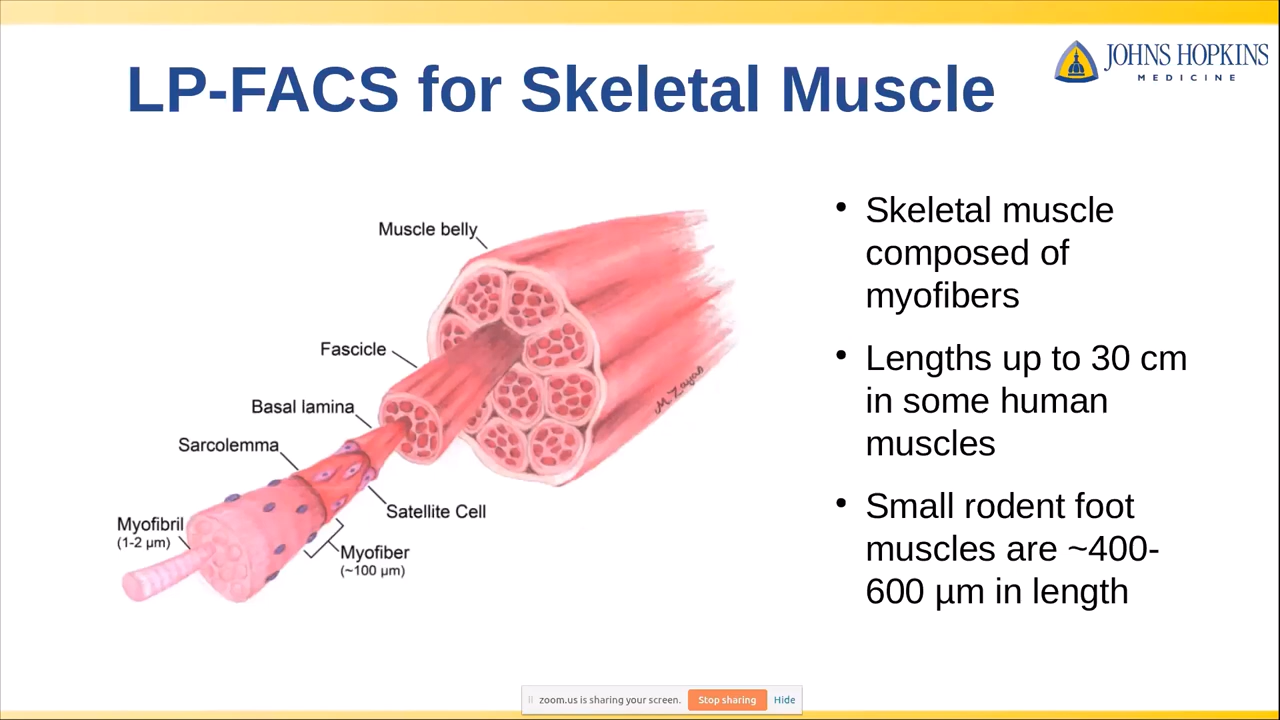 JOHNS HOPKINS
MEDICINE
LP-FACS for Skeletal Muscle
Muscle belly
Fascicle
Basal lamina
Sarcolemma
Satellite Cell
Myofibril
(1-2 µm)
Myofiber
(~100 µm)
M. Zayas
• Skeletal muscle
composed of
myofibers
• Lengths up to 30 cm
in some human
muscles
• Small rodent foot
muscles are ~400-
600 µm in length
zoom.us is sharing your screen.
Stop sharing
Hide